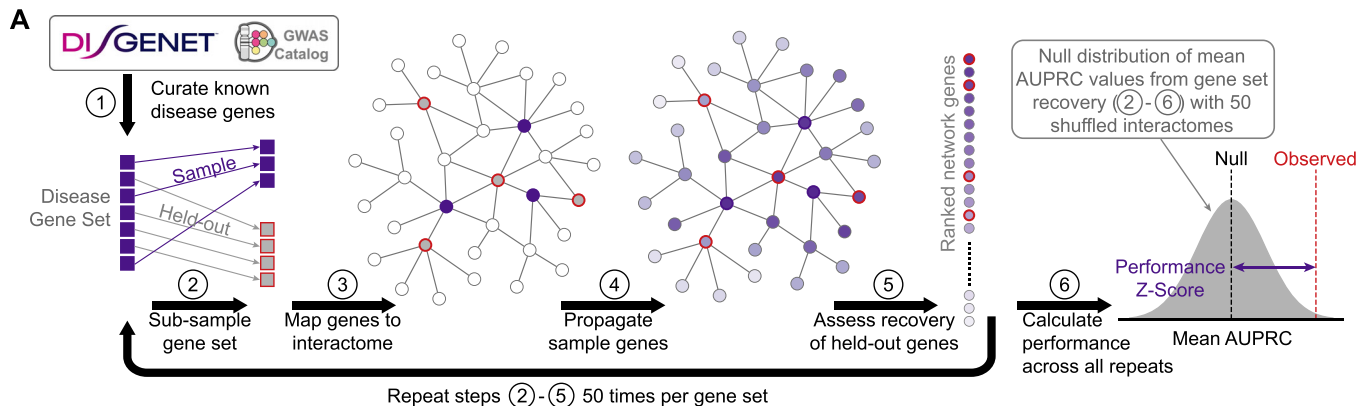 A
DISGENET
GWAS
Catalog
1
Curate known
disease genes
Disease
Gene Set
Sample
Held-out
2
Sub-sample
gene set
3
Map genes to
interactome
4
Propagate
sample genes
5
Assess recovery
of held-out genes
Ranked network genes
6
Calculate
performance
across all repeats
Null distribution of mean
AUPRC values from gene set
recovery (2-6) with 50
shuffled interactomes
Null
Observed
Performance
Z-Score
Mean AUPRC
Repeat steps 2-5 50 times per gene set